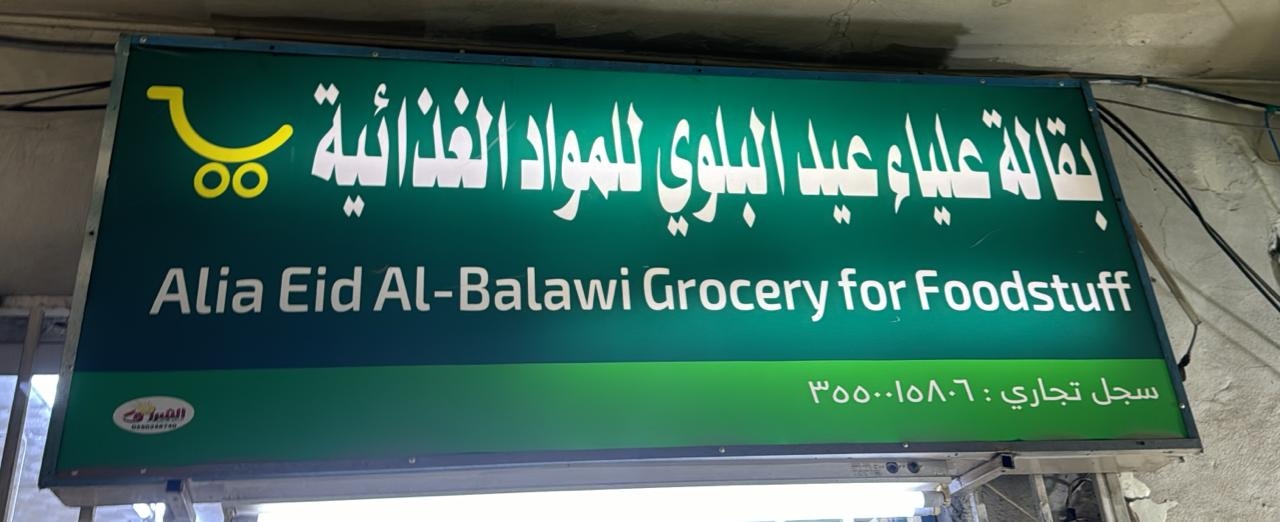 بقالة علياء عيد البلوي للمواد الغذائية
Alia Eid Al-Balawi Grocery for Foodstuff
سجل تجاري : ٣٥٥٠٠١٥٨٠٦